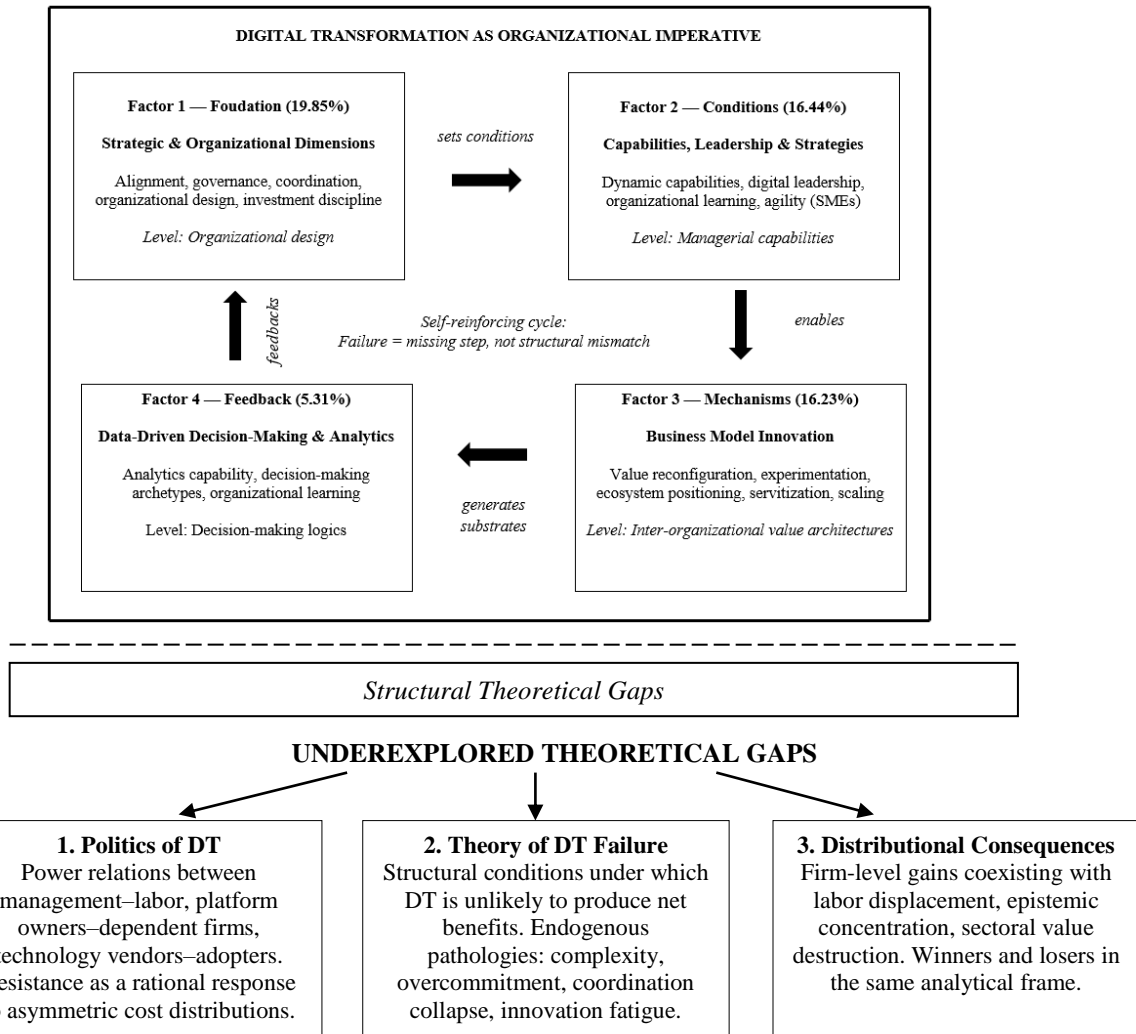 DIGITAL TRANSFORMATION AS ORGANIZATIONAL IMPERATIVE
Factor 1 — Foudation (19.85%)
Strategic & Organizational Dimensions
Alignment, governance, coordination,
organizational design, investment discipline
Level: Organizational design
sets conditions
Factor 2 — Conditions (16.44%)
Capabilities, Leadership & Strategies
Dynamic capabilities, digital leadership,
organizational learning, agility (SMEs)
Level: Managerial capabilities
feedbacks
Self-reinforcing cycle:
Failure = missing step, not structural mismatch
enables
Factor 4 — Feedback (5.31%)
Data-Driven Decision-Making & Analytics
Analytics capability, decision-making
archetypes, organizational learning
Level: Decision-making logics
generates
substrates
Factor 3 — Mechanisms (16.23%)
Business Model Innovation
Value reconfiguration, experimentation,
ecosystem positioning, servitization, scaling
Level: Inter-organizational value architectures
Structural Theoretical Gaps
UNDEREXPLORED THEORETICAL GAPS
1. Politics of DT
Power relations between
management–labor, platform
owners–dependent firms,
technology vendors–adopters.
esistance as a rational response
asymmetric cost distributions.
2. Theory of DT Failure
Structural conditions under which
DT is unlikely to produce net
benefits. Endogenous
pathologies: complexity,
overcommitment, coordination
collapse, innovation fatigue.
3. Distributional Consequences
Firm-level gains coexisting with
labor displacement, epistemic
concentration, sectoral value
destruction. Winners and losers in
the same analytical frame.